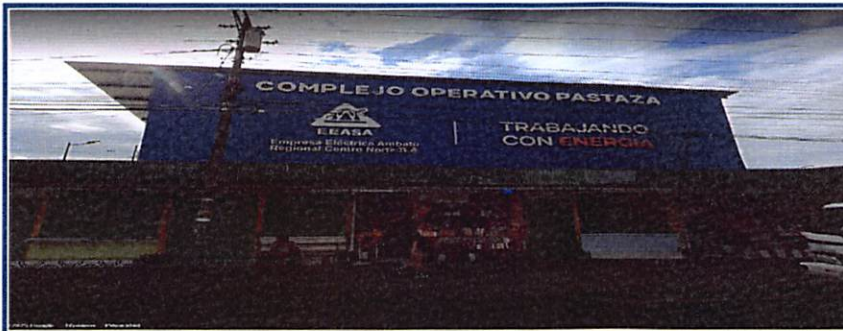 COMPLEJO OPERATIVO PASTAZA
EEASA
Empresa Eléctrica Ambato
Regional Centro Norte S.A
TRABAJANDO
CON ENERGÍA